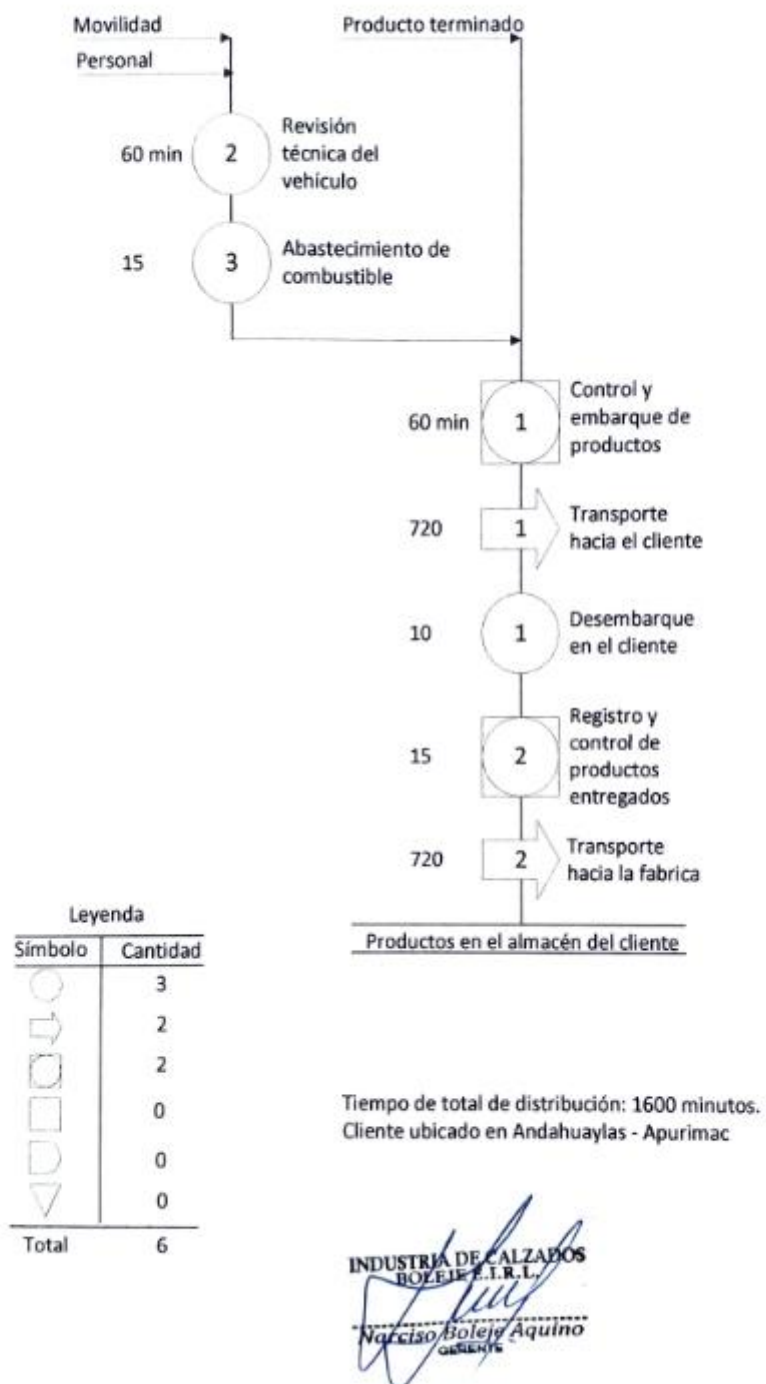 Movilidad
Producto terminado
Personal
60 min
2
Revisión
técnica del
vehículo
15
3
Abastecimiento de
combustible
60 min
1
Control y
embarque de
productos
720
1
Transporte
hacia el cliente
10
1
Desembarque
en el cliente
15
2
Registro y
control de
productos
entregados
720
2
Transporte
hacia la fabrica
Productos en el almacén del cliente
Leyenda
Símbolo Cantidad
3
2
2
0
0
0
Total 6
Tiempo de total de distribución: 1600 minutos.
Cliente ubicado en Andahuaylas - Apurimac
INDUSTRIA DE CALZADOS
BOLEJE E.I.R.L.
Narciso Boleje Aquino
GERENTE